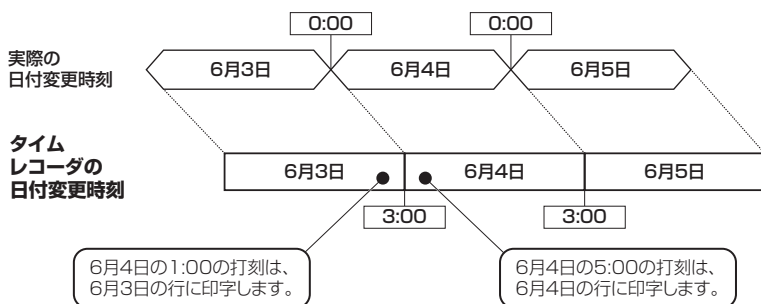 0:00
0:00
実際の
日付変更時刻
6月3日
6月4日
6月5日
タイム
レコーダの
日付変更時刻
6月3日
6月4日
6月5日
3:00
3:00
6月4日の1:00の打刻は、
6月3日の行に印字します。
6月4日の5:00の打刻は、
6月4日の行に印字します。